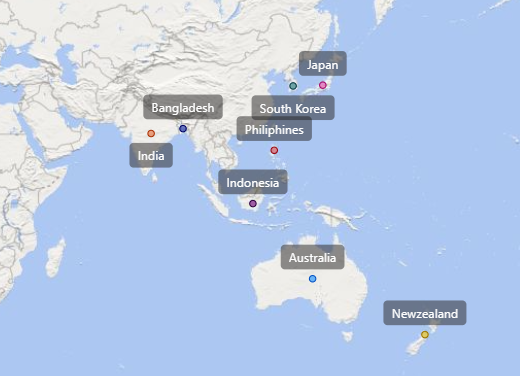 Japan
Bangladesh
South Korea
Philiphines
India
Indonesia
Australia
Newzealand